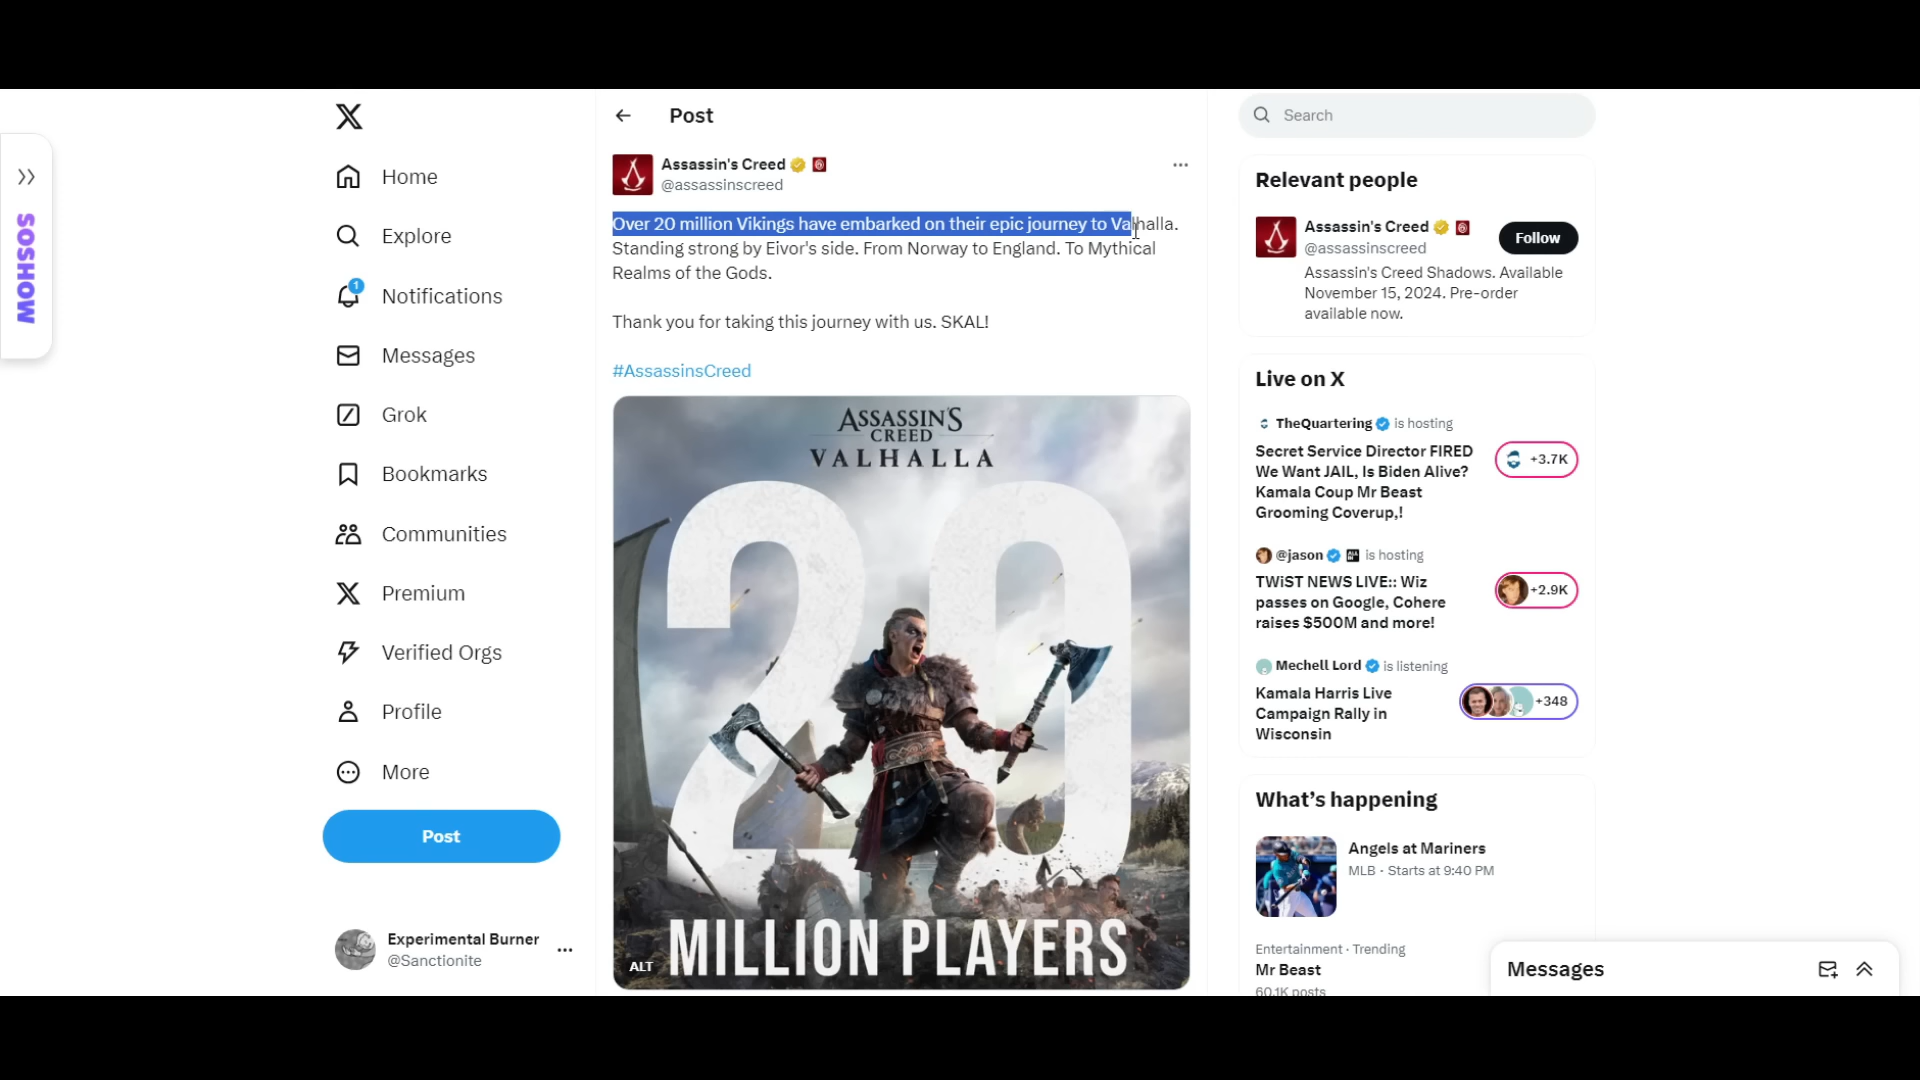 SOSHOW
Home
Explore
1
Notifications
Messages
Grok
Bookmarks
Communities
Premium
Verified Orgs
Profile
More
Post
Experimental Burner
@Sanctionite
Post
Assassin's Creed
@assassinscreed
Over 20 million Vikings have embarked on their epic journey to Valhalla.
Standing strong by Eivor's side. From Norway to England. To Mythical
Realms of the Gods.
Thank you for taking this journey with us. SKAL!
#AssassinsCreed
ASSASSIN'S
CREED
VALHALLA
20
MILLION PLAYERS
ALT
Search
Relevant people
Assassin's Creed
@assassinscreed
Follow
Assassin's Creed Shadows. Available
November 15, 2024. Pre-order
available now.
Live on X
TheQuartering is hosting
Secret Service Director FIRED
We Want JAIL, Is Biden Alive?
Kamala Coup Mr Beast
Grooming Coverup,!
+3.7K
@jason is hosting
TWiST NEWS LIVE:: Wiz
passes on Google, Cohere
raises $500M and more!
+2.9K
Mechell Lord is listening
Kamala Harris Live
Campaign Rally in
Wisconsin
+348
What's happening
Angels at Mariners
MLB · Starts at 9:40 PM
Entertainment · Trending
Mr Beast
60.1K posts
Messages